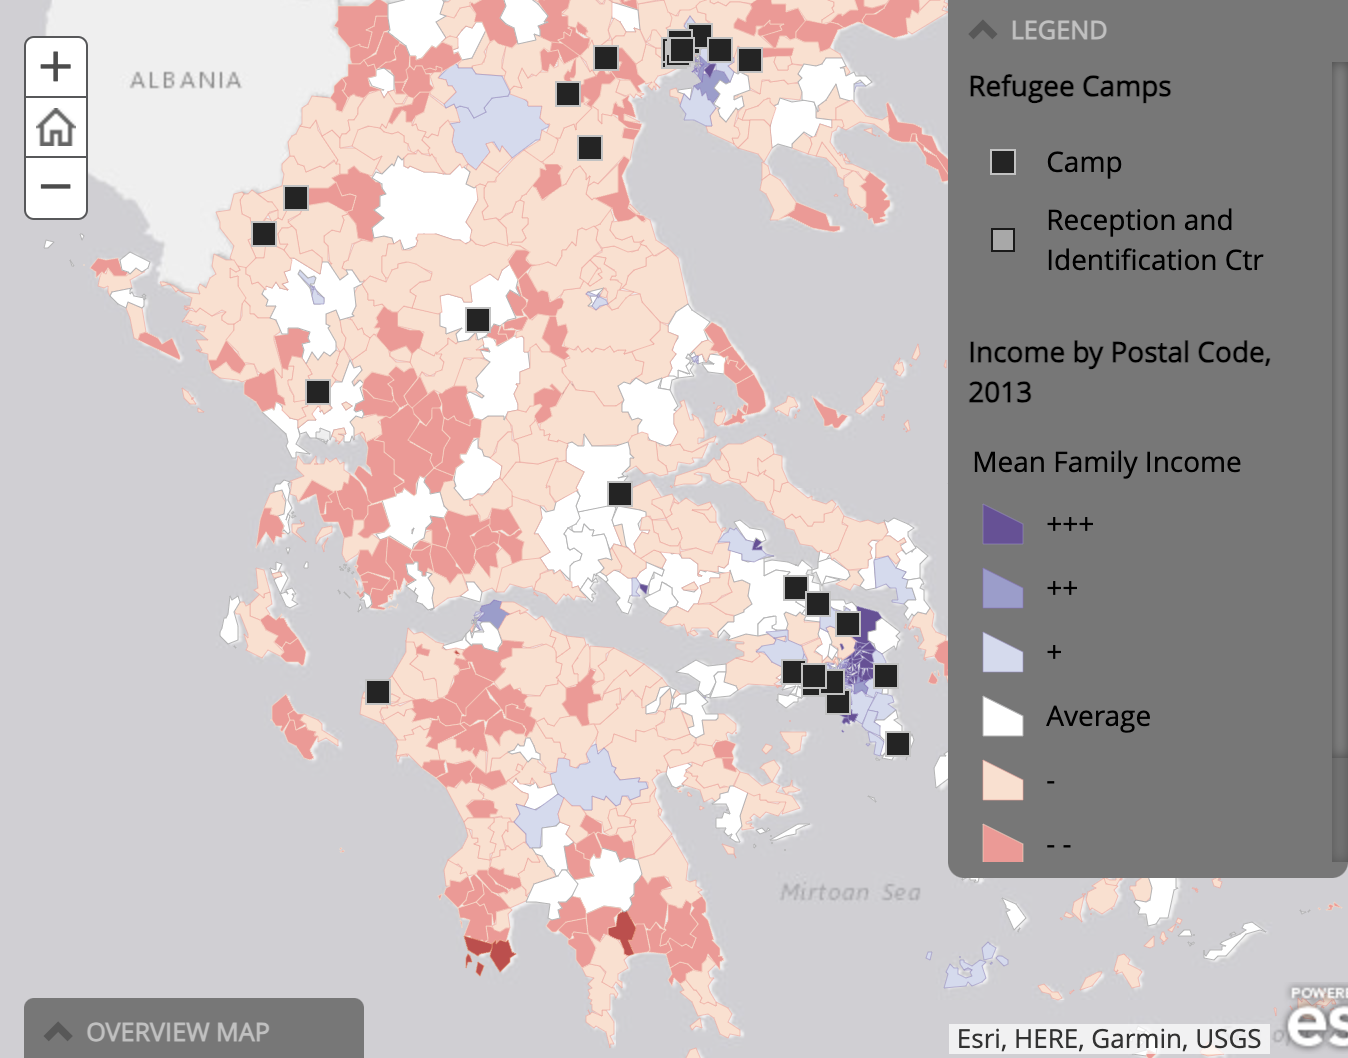 ALBANIA
LEGEND
Refugee Camps
Camp
Reception and
Identification Ctr
Income by Postal Code,
2013
Mean Family Income
+++
++
+
Average
-
- -
Mirtoan Sea
OVERVIEW MAP
Esri, HERE, Garmin, USGS
POWER
es